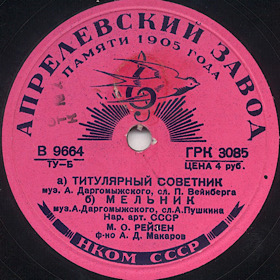 АПРЕЛЕВСКИЙ ЗАВОД
ПАМЯТИ 1905 ГОДА
В 9664
ТУ-Б
ГРК 3085
ЦЕНА 4 руб.
а) ТИТУЛЯРНЫЙ СОВЕТНИК
муз. А. Даргомыжского, сл. П. Вейнберга
б) МЕЛЬНИК
муз.А.Даргомыжского, сл.А.Пушкина
Нар. арт. СССР
М. О. РЕЙЗЕН
ф-но А. Д. Макаров
НКОМ СССР